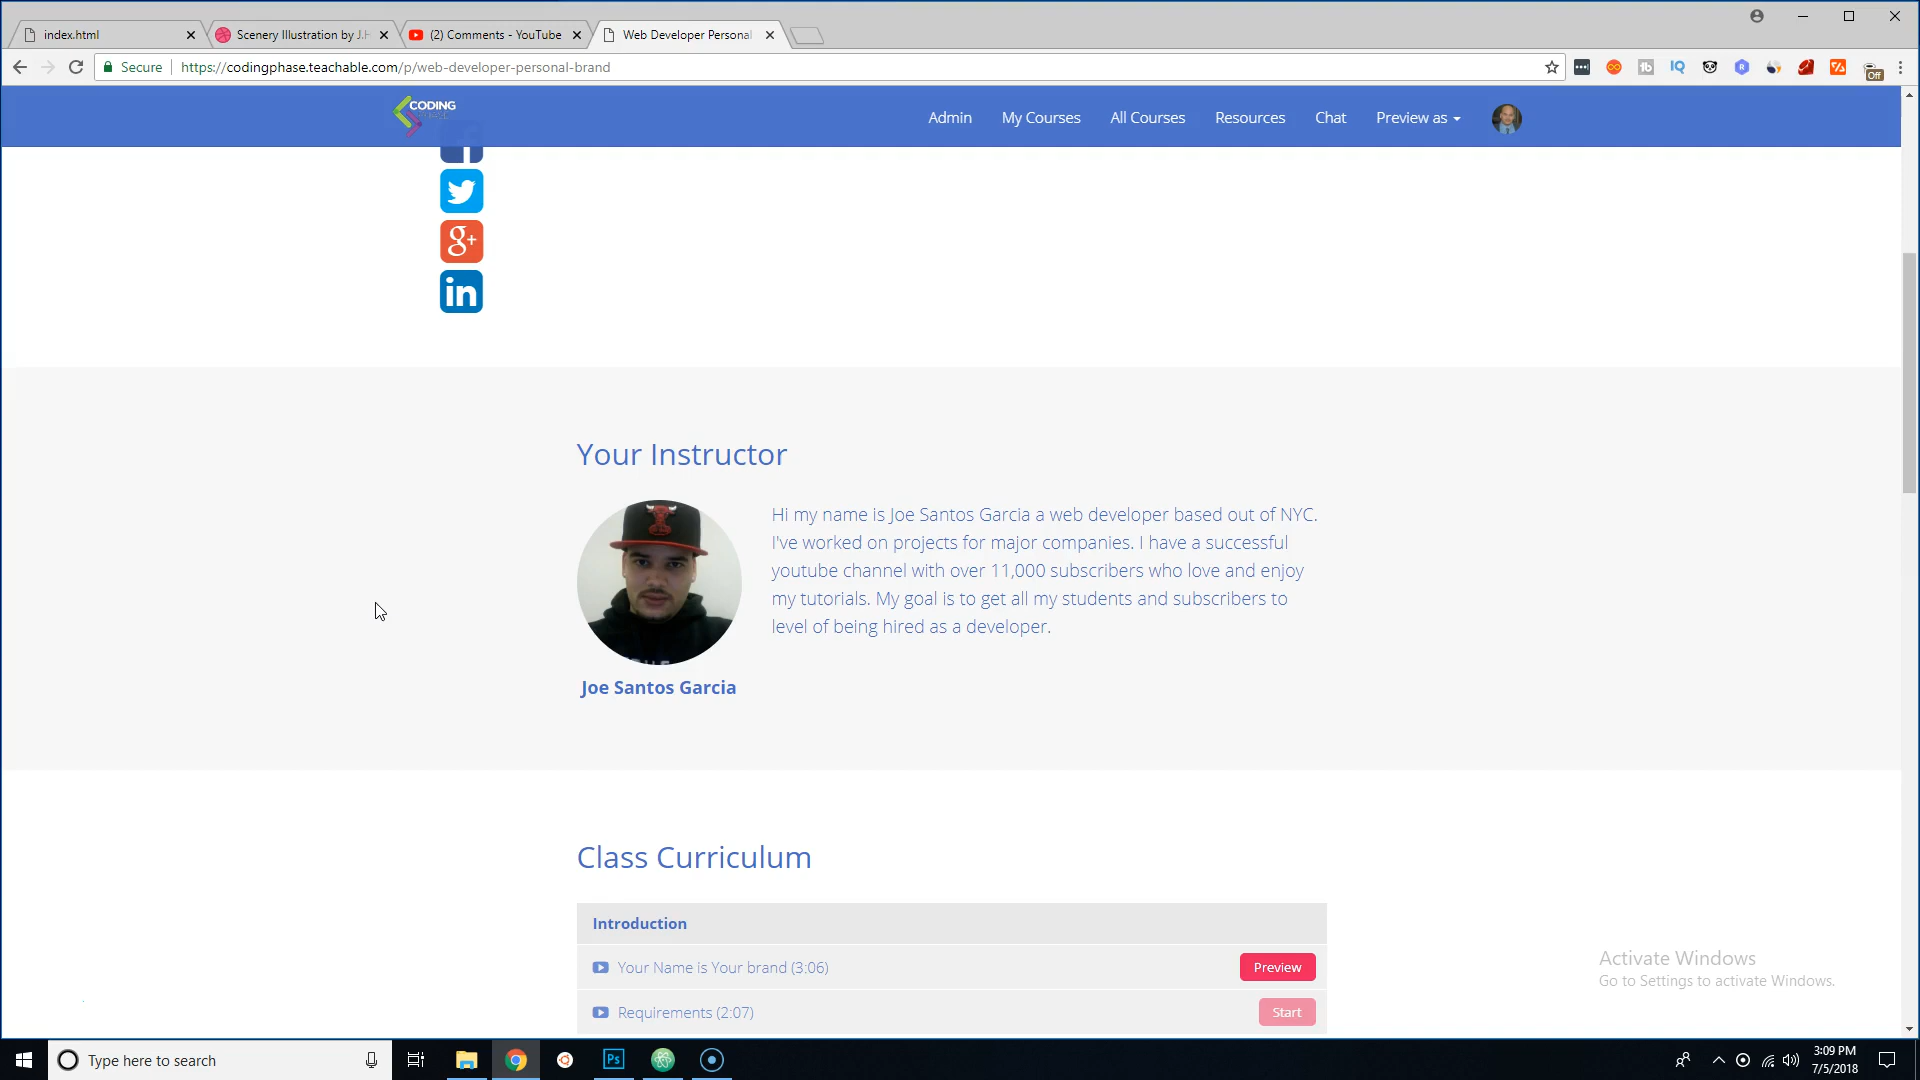 index.html
Scenery Illustration by J.H
(2) Comments - YouTube
Web Developer Personal
Secure
https://codingphase.teachable.com/p/web-developer-personal-brand
Off
CODING
PHASE
Admin
My Courses
All Courses
Resources
Chat
Preview as
Your Instructor
Hi my name is Joe Santos Garcia a web developer based out of NYC.
I've worked on projects for major companies. I have a successful
youtube channel with over 11,000 subscribers who love and enjoy
my tutorials. My goal is to get all my students and subscribers to
level of being hired as a developer.
Joe Santos Garcia
Class Curriculum
Introduction
Your Name is Your brand (3:06)
Preview
Requirements (2:07)
Start
Activate Windows
Go to Settings to activate Windows.
Type here to search
Ps
3:09 PM
7/5/2018